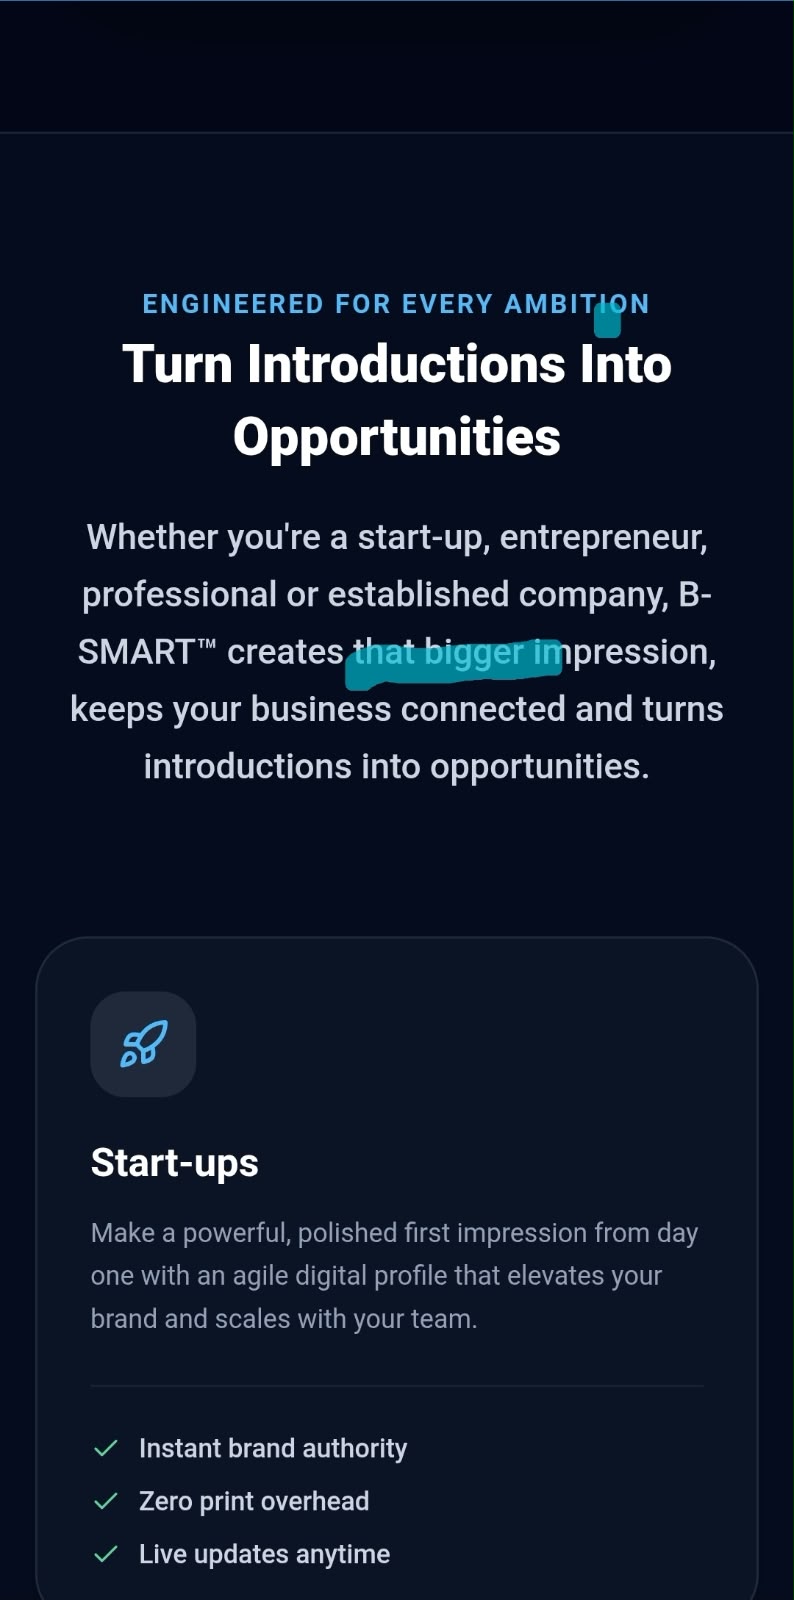 ENGINEERED FOR EVERY AMBITION
Turn Introductions Into
Opportunities
Whether you're a start-up, entrepreneur,
professional or established company, B-
SMART™ creates that bigger impression,
keeps your business connected and turns
introductions into opportunities.
Start-ups
Make a powerful, polished first impression from day
one with an agile digital profile that elevates your
brand and scales with your team.
Instant brand authority
Zero print overhead
Live updates anytime